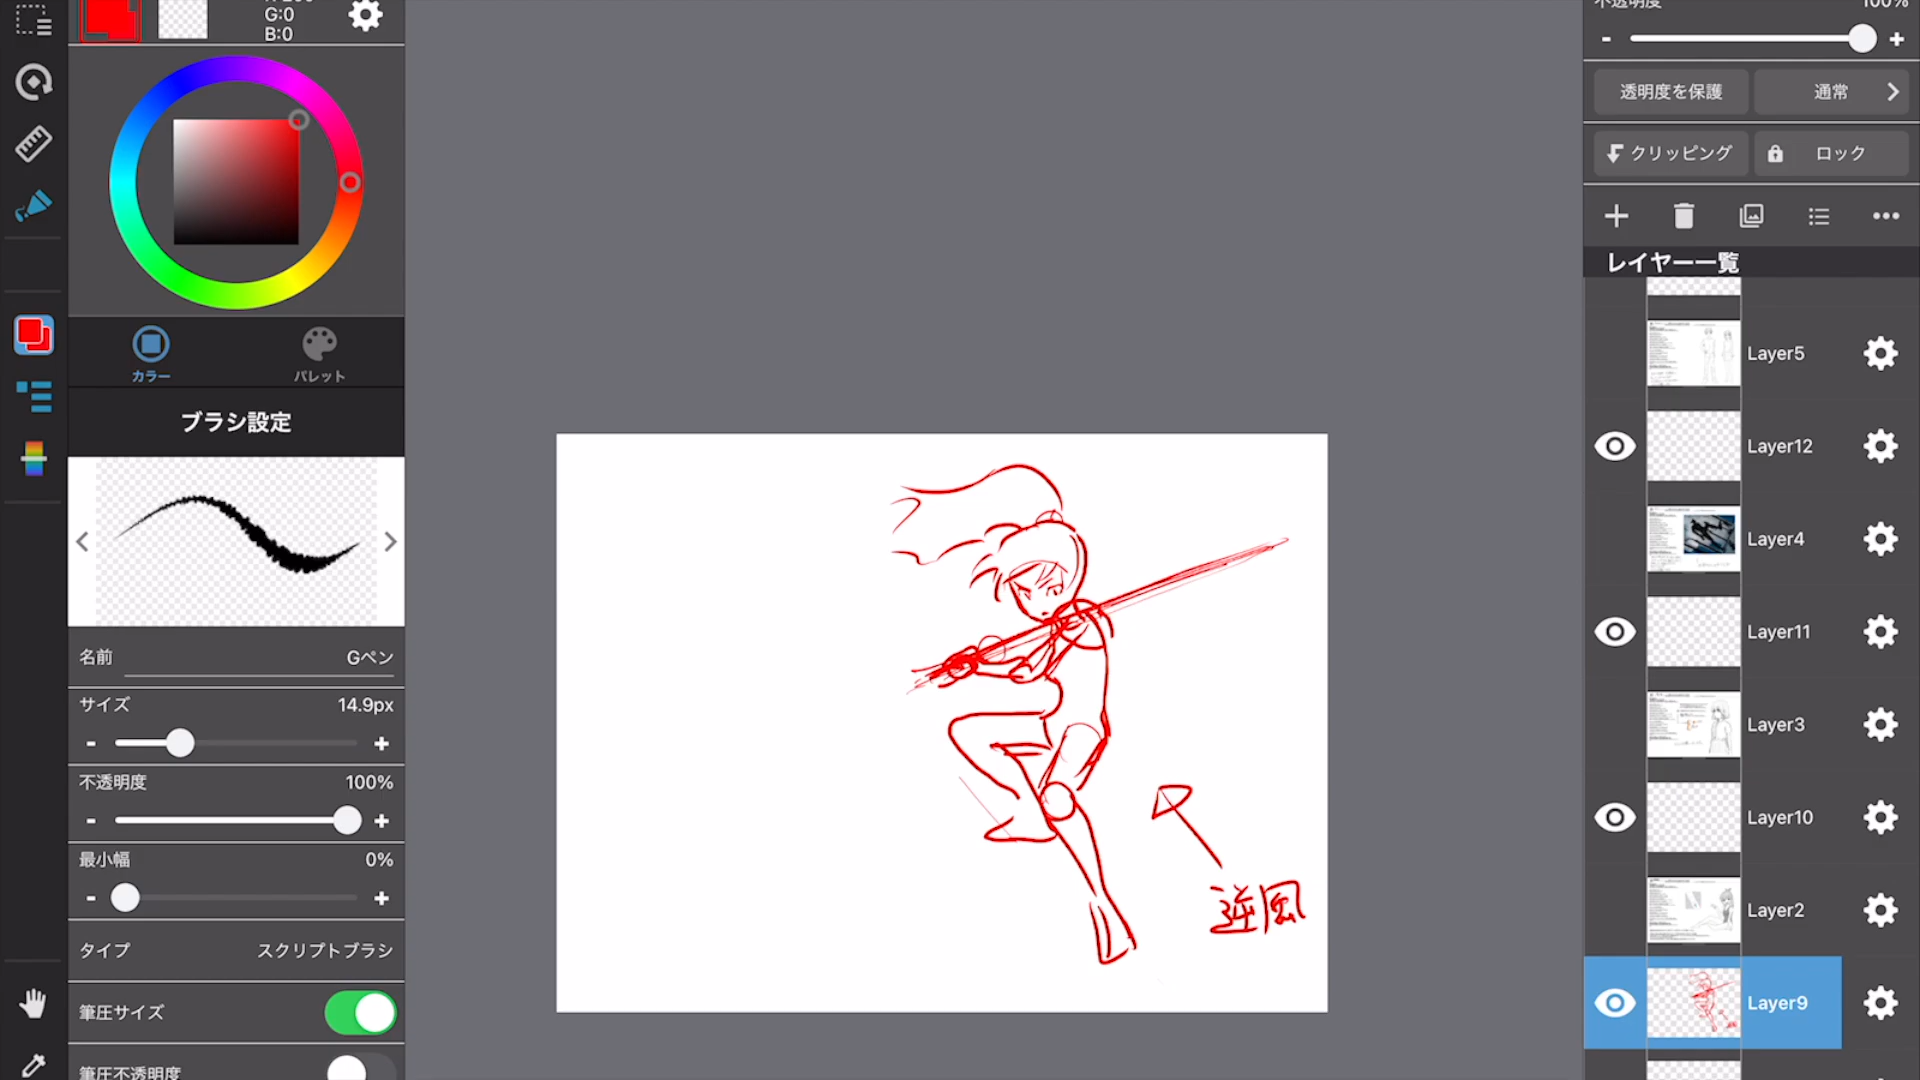 G:0
B:0
カラー
パレット
ブラシ設定
名前
Gペン
サイズ
14.9px
- +
不透明度
100%
- +
最小幅
0%
- +
タイプ
スクリプトブラシ
筆圧サイズ
筆圧不透明度
逆風
不透明度
100%
- +
透明度を保護
通常
クリッピング
ロック
レイヤー一覧
Layer5
Layer12
Layer4
Layer11
Layer3
Layer10
Layer2
Layer9